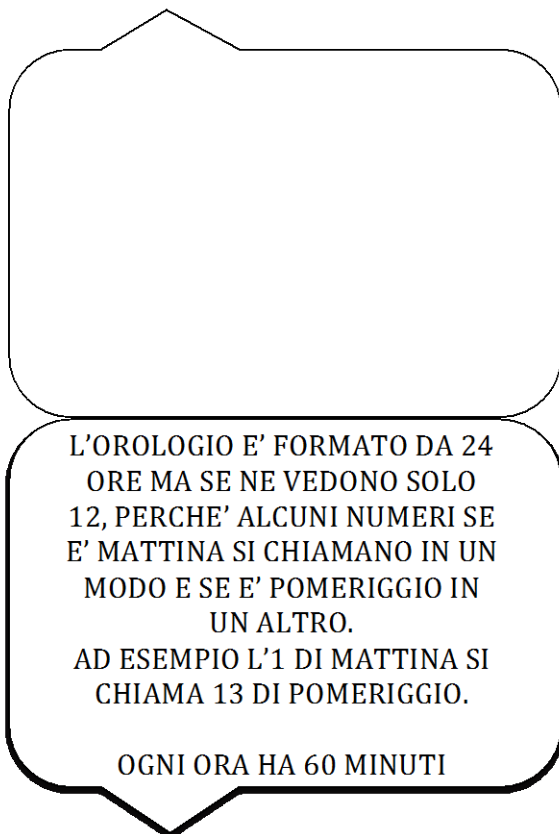 L’OROLOGIO E’ FORMATO DA 24
ORE MA SE NE VEDONO SOLO
12, PERCHE’ ALCUNI NUMERI SE
E’ MATTINA SI CHIAMANO IN UN
MODO E SE E’ POMERIGGIO IN
UN ALTRO.
AD ESEMPIO L’1 DI MATTINA SI
CHIAMA 13 DI POMERIGGIO.
OGNI ORA HA 60 MINUTI